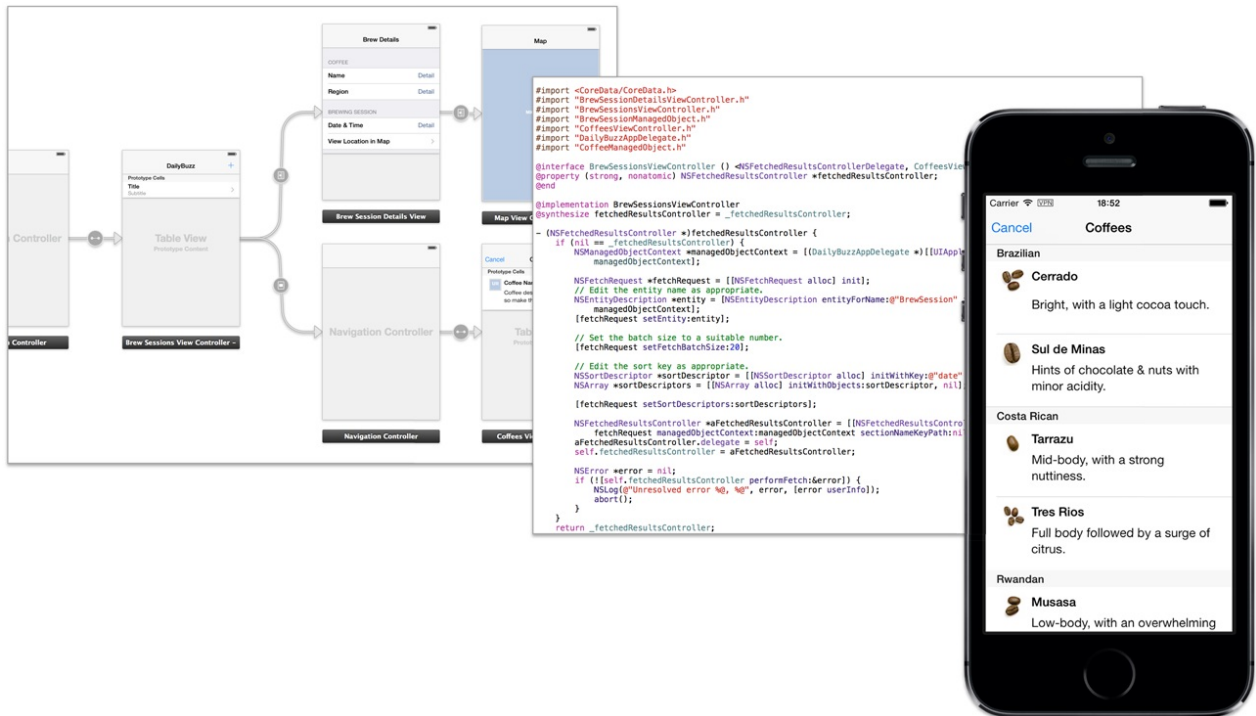 Brew Details
COFFEE
Name Detail
Region Detail
BREWING SESSION
Date & Time Detail
View Location in Map
Brew Session Details View
Map
Map View
DailyBuzz +
Prototype Cells
Title
Subtitle
Table View
Prototype Content
Brew Sessions View Controller –
Controller
Controller
Navigation Controller
Navigation Controller
Cancel
Prototype Cells
Coffee
Coffee
so make
Coffees
#import <CoreData/CoreData.h>
#import "BrewSessionDetailsViewController.h"
#import "BrewSessionsViewController.h"
#import "BrewSessionManagedObject.h"
#import "CoffeesViewController.h"
#import "DailyBuzzAppDelegate.h"
#import "CoffeeManagedObject.h"
@interface BrewSessionsViewController () <NSFetchedResultsControllerDelegate, CoffeesView
@property (strong, nonatomic) NSFetchedResultsController *fetchedResultsController;
@end
@implementation BrewSessionsViewController
@synthesize fetchedResultsController = _fetchedResultsController;
- (NSFetchedResultsController *)fetchedResultsController {
if (nil == _fetchedResultsController) {
NSManagedObjectContext *managedObjectContext = [(DailyBuzzAppDelegate *)[[UIAppl
managedObjectContext];
NSFetchRequest *fetchRequest = [[NSFetchRequest alloc] init];
// Edit the entity name as appropriate.
NSEntityDescription *entity = [NSEntityDescription entityForName:@"BrewSession"
managedObjectContext];
[fetchRequest setEntity:entity];
// Set the batch size to a suitable number.
[fetchRequest setFetchBatchSize:20];
// Edit the sort key as appropriate.
NSSortDescriptor *sortDescriptor = [[NSSortDescriptor alloc] initWithKey:@"date"
NSArray *sortDescriptors = [[NSArray alloc] initWithObjects:sortDescriptor, nil]
[fetchRequest setSortDescriptors:sortDescriptors];
NSFetchedResultsController *aFetchedResultsController = [[NSFetchedResultsContro
fetchRequest managedObjectContext:managedObjectContext sectionNameKeyPath:ni
aFetchedResultsController.delegate = self;
self.fetchedResultsController = aFetchedResultsController;
NSError *error = nil;
if (![self.fetchedResultsController performFetch:&error]) {
NSLog(@"Unresolved error %@, %@", error, [error userInfo]);
abort();
}
}
return _fetchedResultsController;
Carrier VPN 18:52
Cancel Coffees
Brazilian
Cerrado
Bright, with a light cocoa touch.
Sul de Minas
Hints of chocolate & nuts with
minor acidity.
Costa Rican
Tarrazu
Mid-body, with a strong
nuttiness.
Tres Rios
Full body followed by a surge of
citrus.
Rwandan
Musasa
Low-body, with an overwhelming